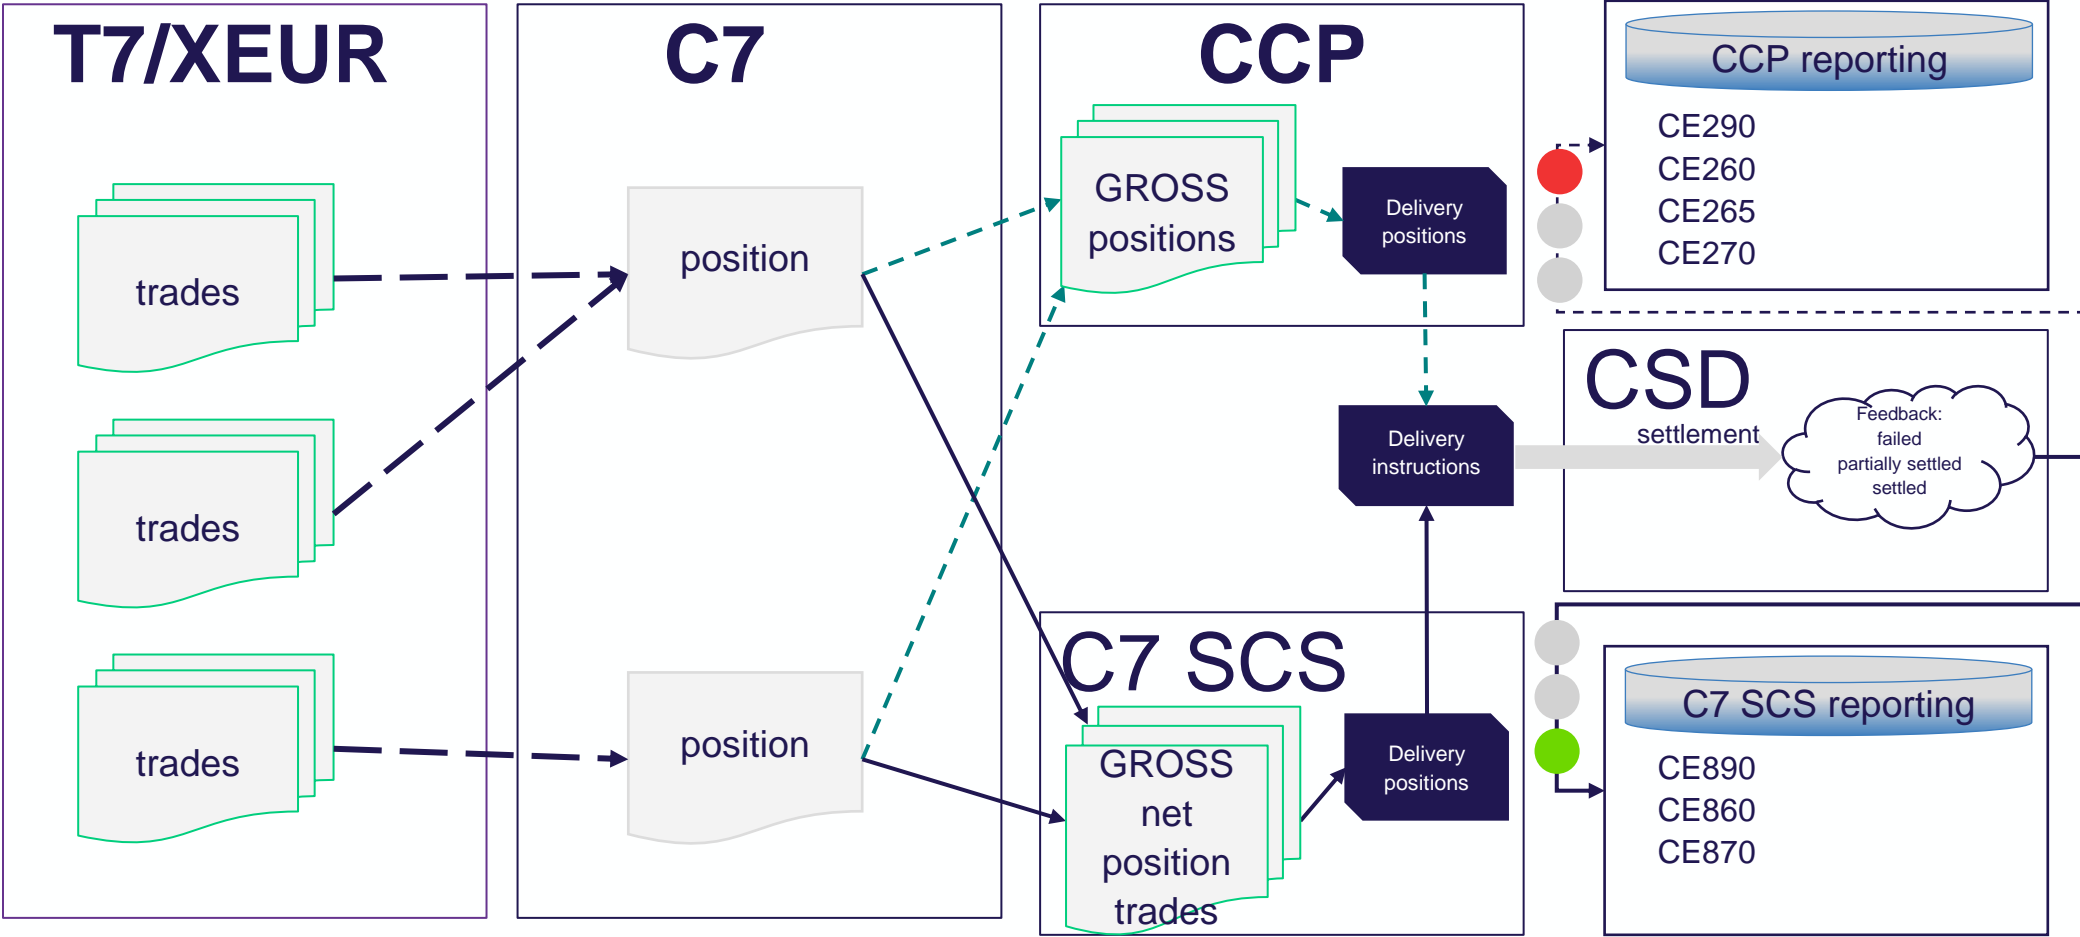 T7/XEUR
trades
trades
trades
C7
position
position
CCP
GROSS
positions
Delivery
positions
Delivery
instructions
C7 SCS
GROSS
net
position
trades
Delivery
positions
CCP reporting
CE290
CE260
CE265
CE270
CSD
settlement
Feedback:
failed
partially settled
settled
C7 SCS reporting
CE890
CE860
CE870